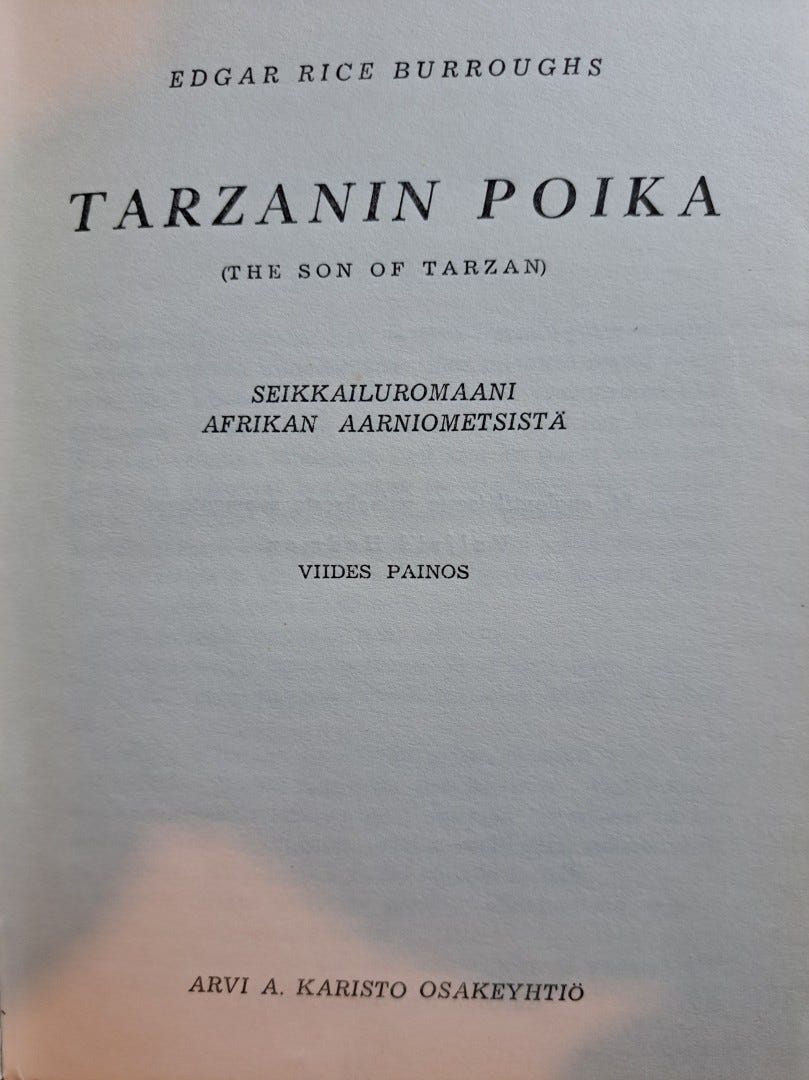 EDGAR RICE BURROUGHS
TARZANIN POIKA
(THE SON OF TARZAN)
SEIKKAILUROMAANI
AFRIKAN AARNIOMETSISTÄ
VIIDES PAINOS
ARVI A. KARISTO OSAKEYHTIÖ